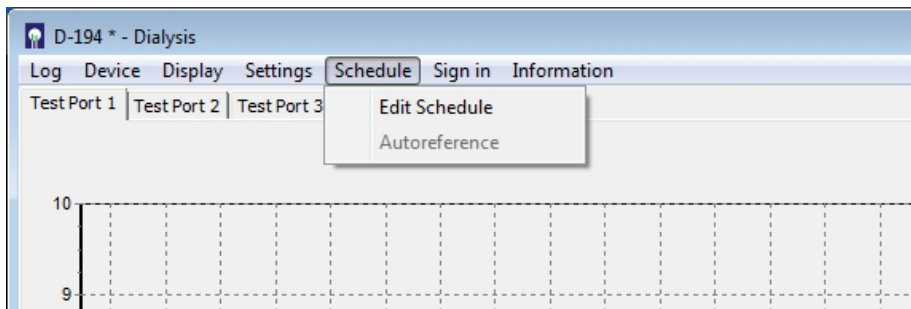 D-194 * - Dialysis
Log Device Display Settings Schedule Sign in Information
Test Port 1 Test Port 2 Test Port 3
Edit Schedule
Autoreference
10
9